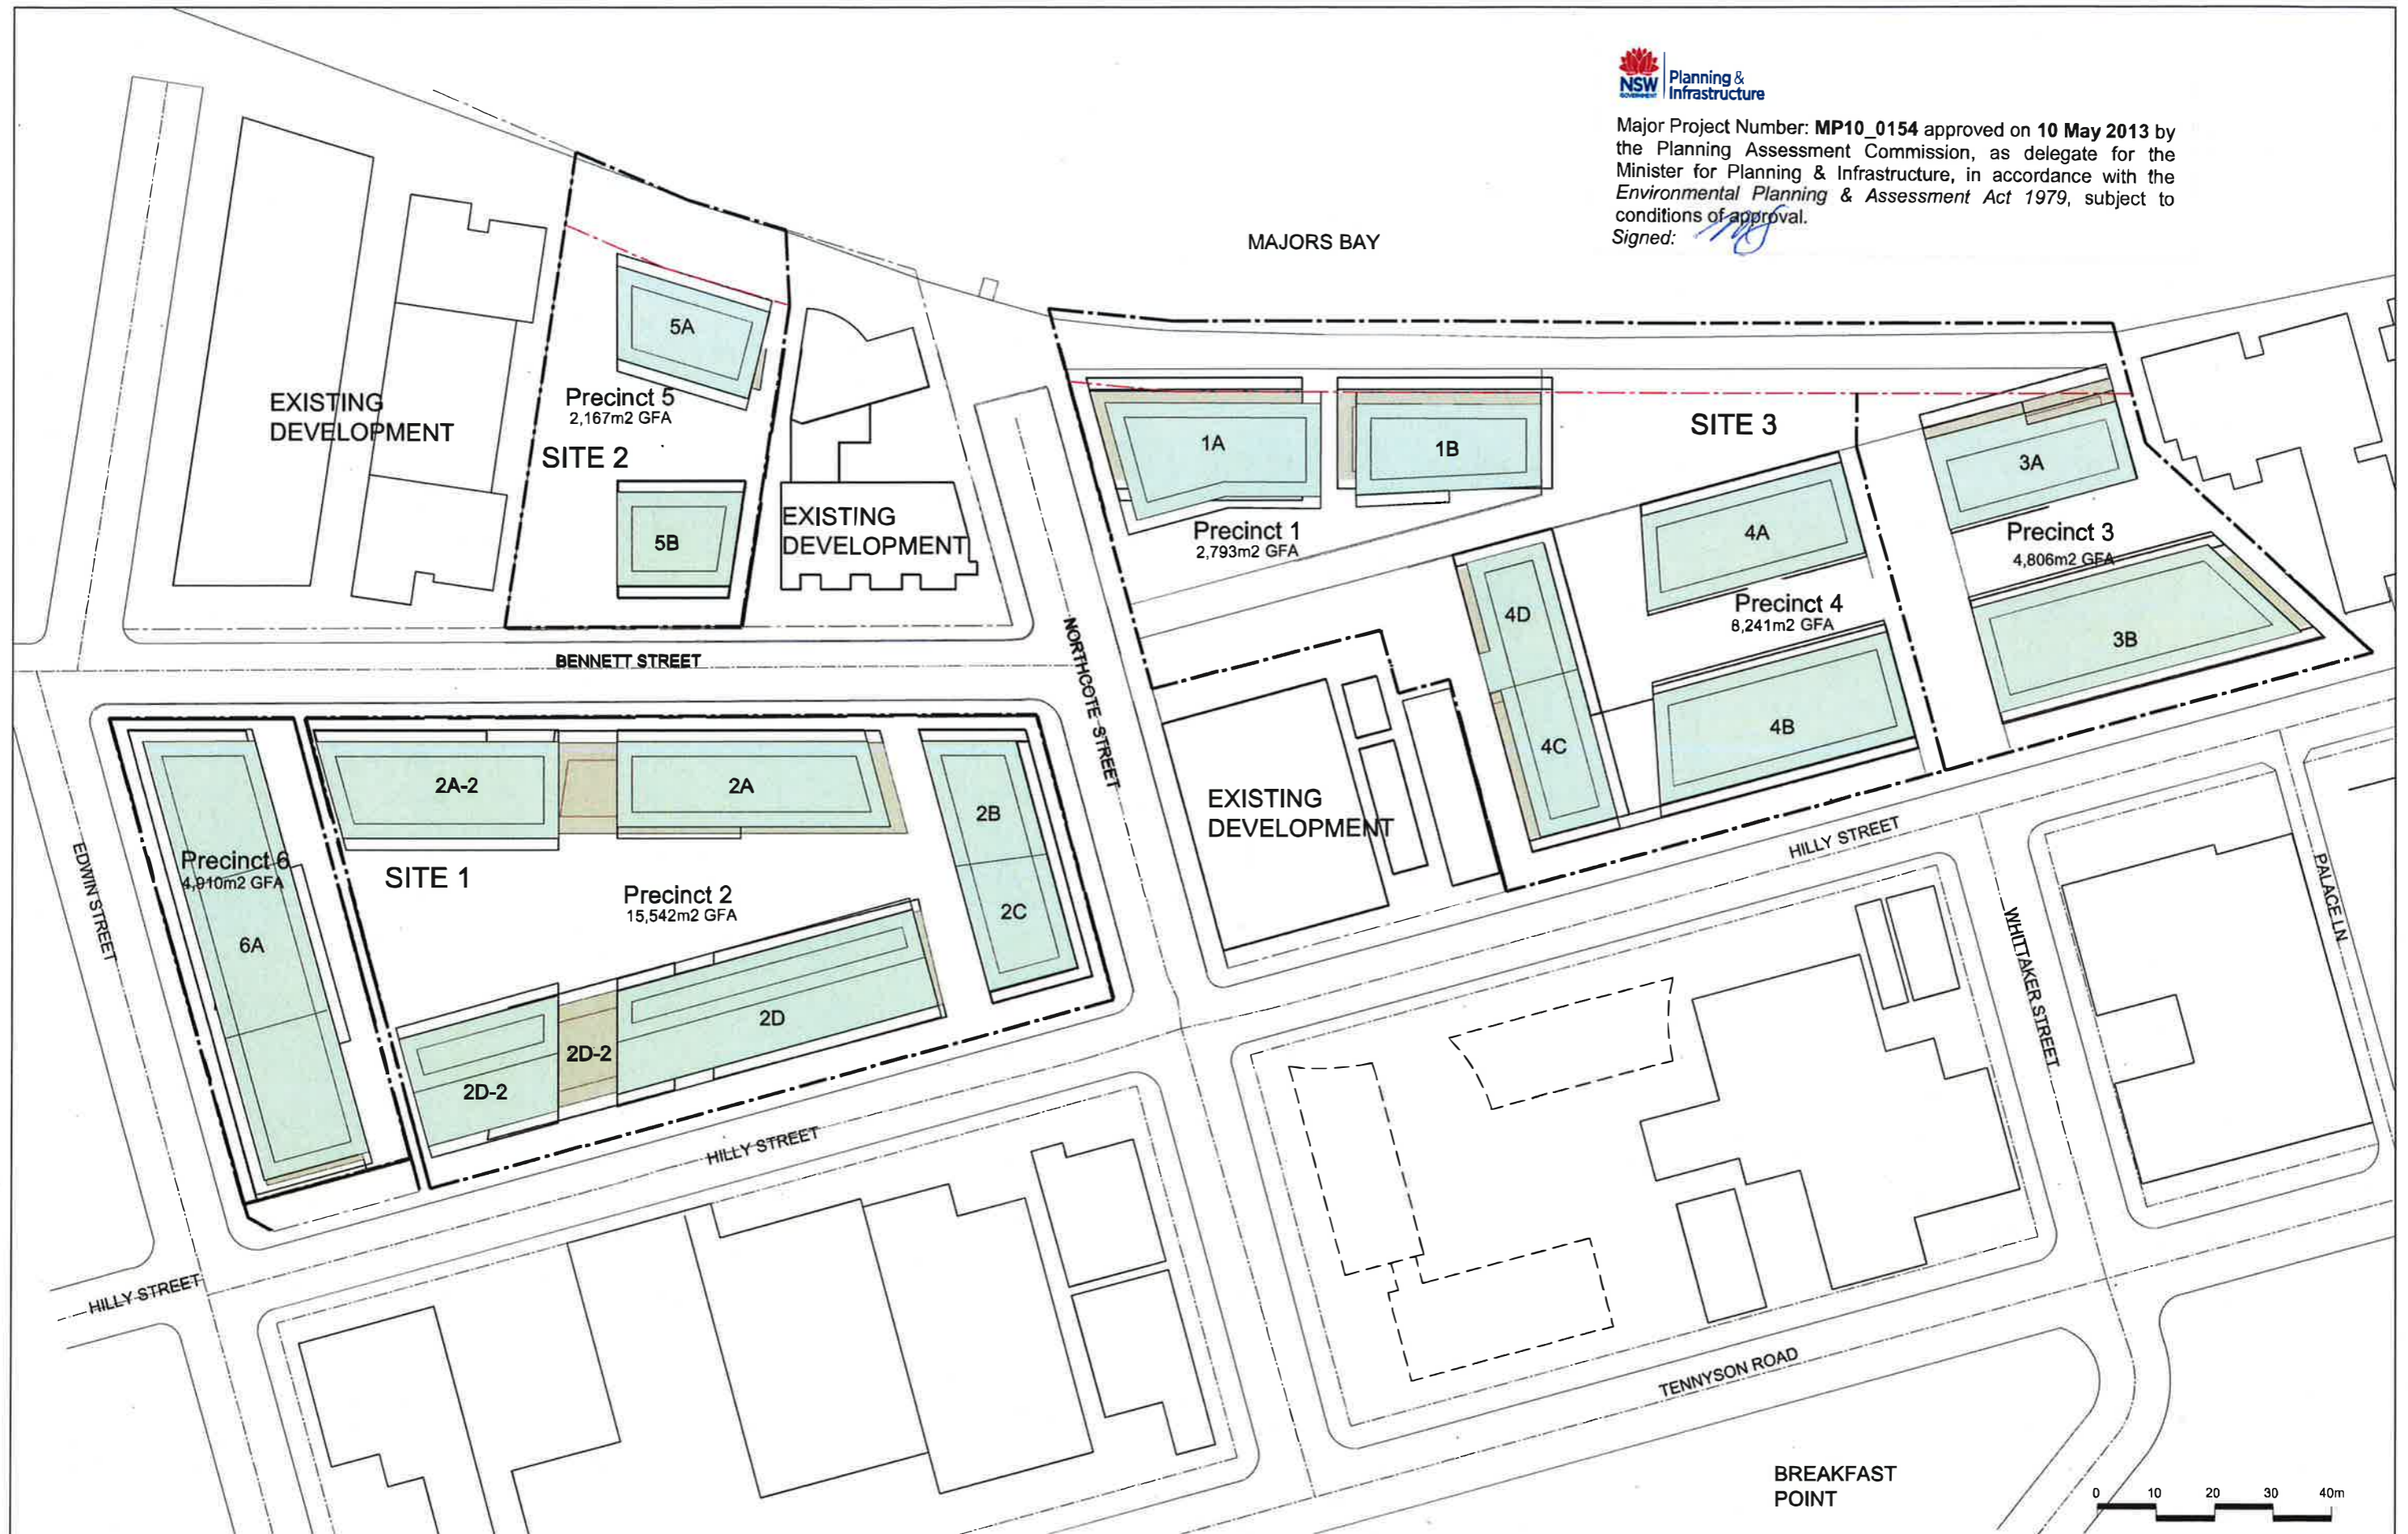 NSW
GOVERNMENT
Planning &
Infrastructure
Major Project Number: MP10_0154 approved on 10 May 2013 by
the Planning Assessment Commission, as delegate for the
Minister for Planning & Infrastructure, in accordance with the
Environmental Planning & Assessment Act 1979, subject to
conditions of approval.
Signed:
MAJORS BAY
EXISTING
DEVELOPMENT
5A
Precinct 5
2,167m2 GFA
SITE 2
5B
EXISTING
DEVELOPMENT
BENNETT STREET
NORTHCOTE STREET
SITE 3
1A
1B
Precinct 1
2,793m2 GFA
3A
Precinct 3
4,806m2 GFA
3B
4A
Precinct 4
8,241m2 GFA
4D
4C
4B
EXISTING
DEVELOPMENT
HILLY STREET
2A-2
2A
2B
2C
Precinct 6
4,910m2 GFA
SITE 1
Precinct 2
15,542m2 GFA
6A
2D
2D-2
2D-2
EDWIN STREET
HILLY STREET
HILLY STREET
WHITTAKER STREET
PALACE LN
TENNYSON ROAD
BREAKFAST
POINT
0 10 20 30 40m